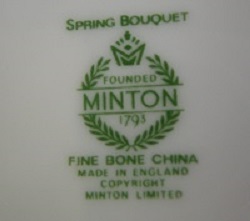 SPRING BOUQUET
FOUNDED
MINTON
1793
FINE BONE CHINA
MADE IN ENGLAND
COPYRIGHT
MINTON LIMITED